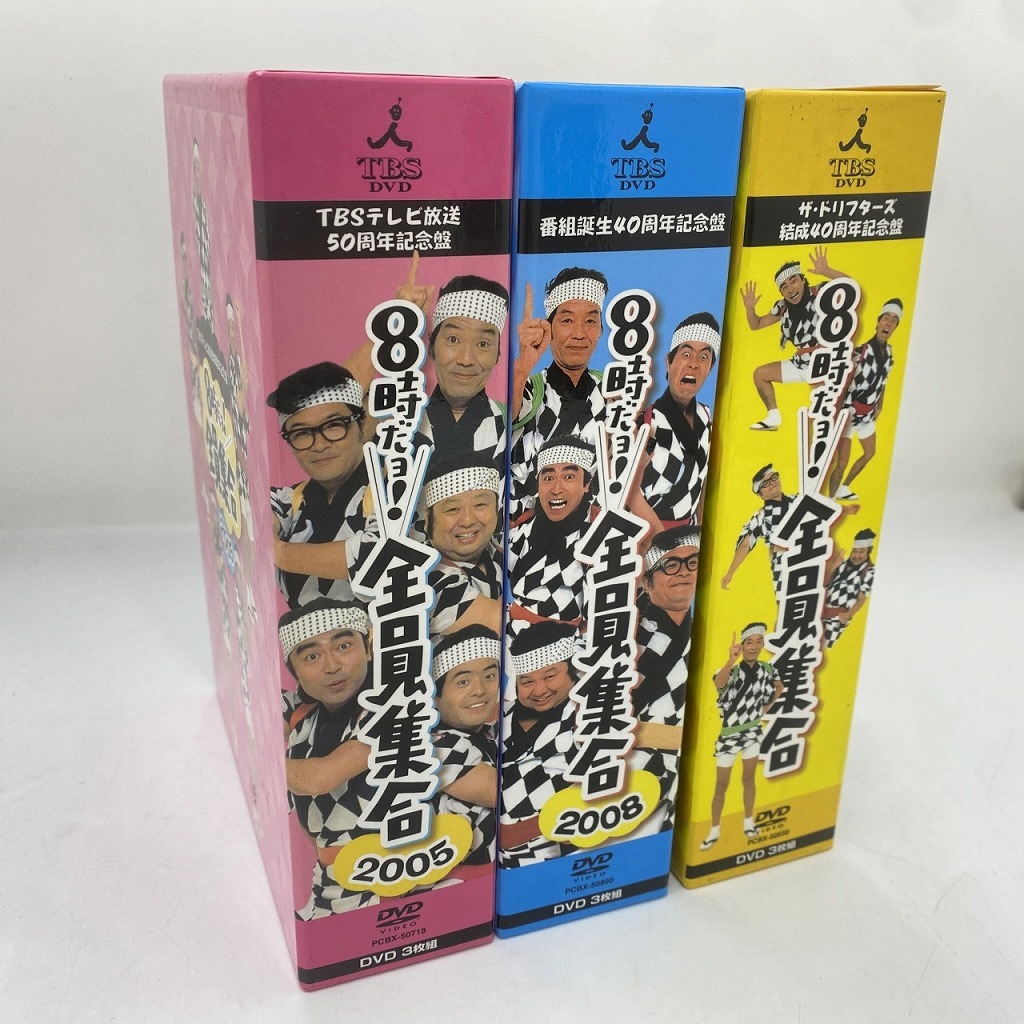 TBS
DVD
TBSテレビ放送
50周年記念盤
8時だョ!
全員集合
2005
DVD
VIDEO
PCBX-50718
DVD 3枚組
TBS
DVD
番組誕生40周年記念盤
8時だョ!
全員集合
2008
DVD
VIDEO
PCBX-50890
DVD 3枚組
TBS
DVD
ザ・ドリフターズ
結成40周年記念盤
8時だョ!
全員集合
DVD
VIDEO
DVD 3枚組